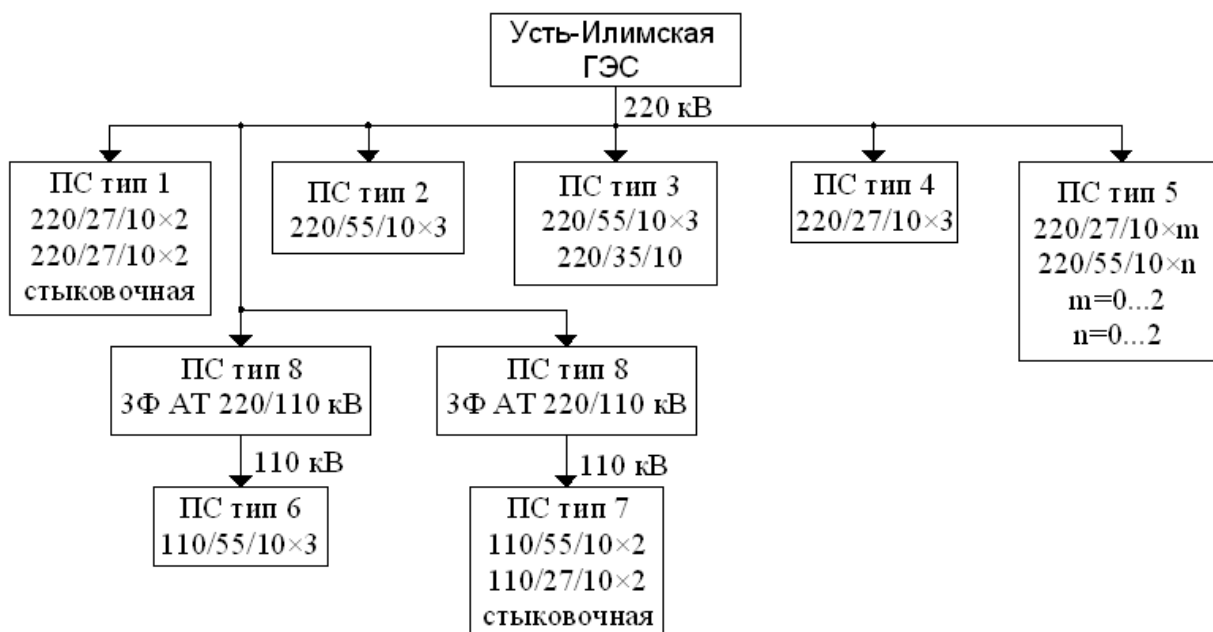 Усть-Илимская
ГЭС
220 кВ
ПС тип 1
220/27/10×2
220/27/10×2
стыковочная
ПС тип 2
220/55/10×3
ПС тип 3
220/55/10×3
220/35/10
ПС тип 4
220/27/10×3
ПС тип 5
220/27/10×m
220/55/10×n
m=0...2
n=0...2
ПС тип 8
3Ф АТ 220/110 кВ
ПС тип 8
3Ф АТ 220/110 кВ
110 кВ
110 кВ
ПС тип 6
110/55/10×3
ПС тип 7
110/55/10×2
110/27/10×2
стыковочная